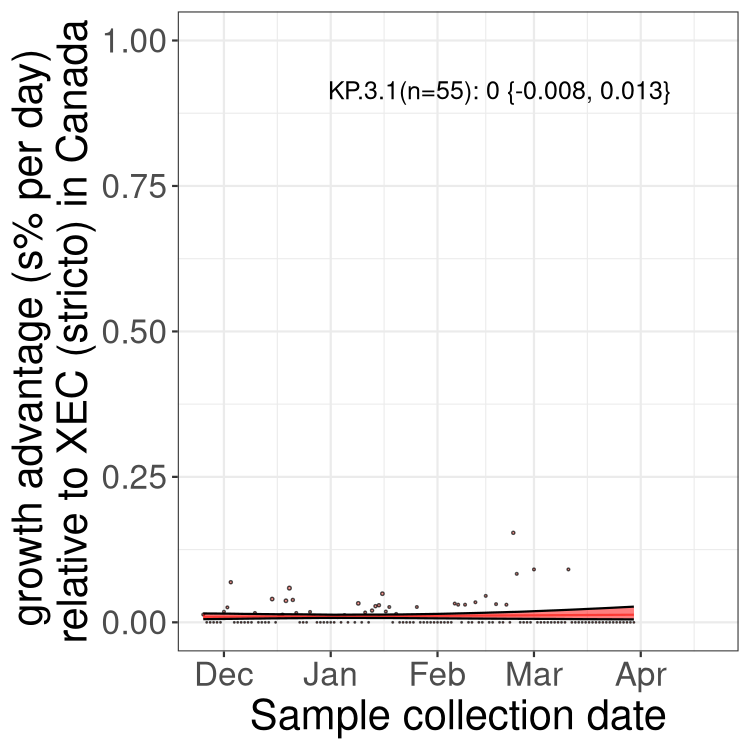 growth advantage (s% per day)
relative to XEC (stricto) in Canada
1.00
0.75
0.50
0.25
0.00
KP.3.1(n=55): 0 {-0.008, 0.013}
Dec Jan Feb Mar Apr
Sample collection date